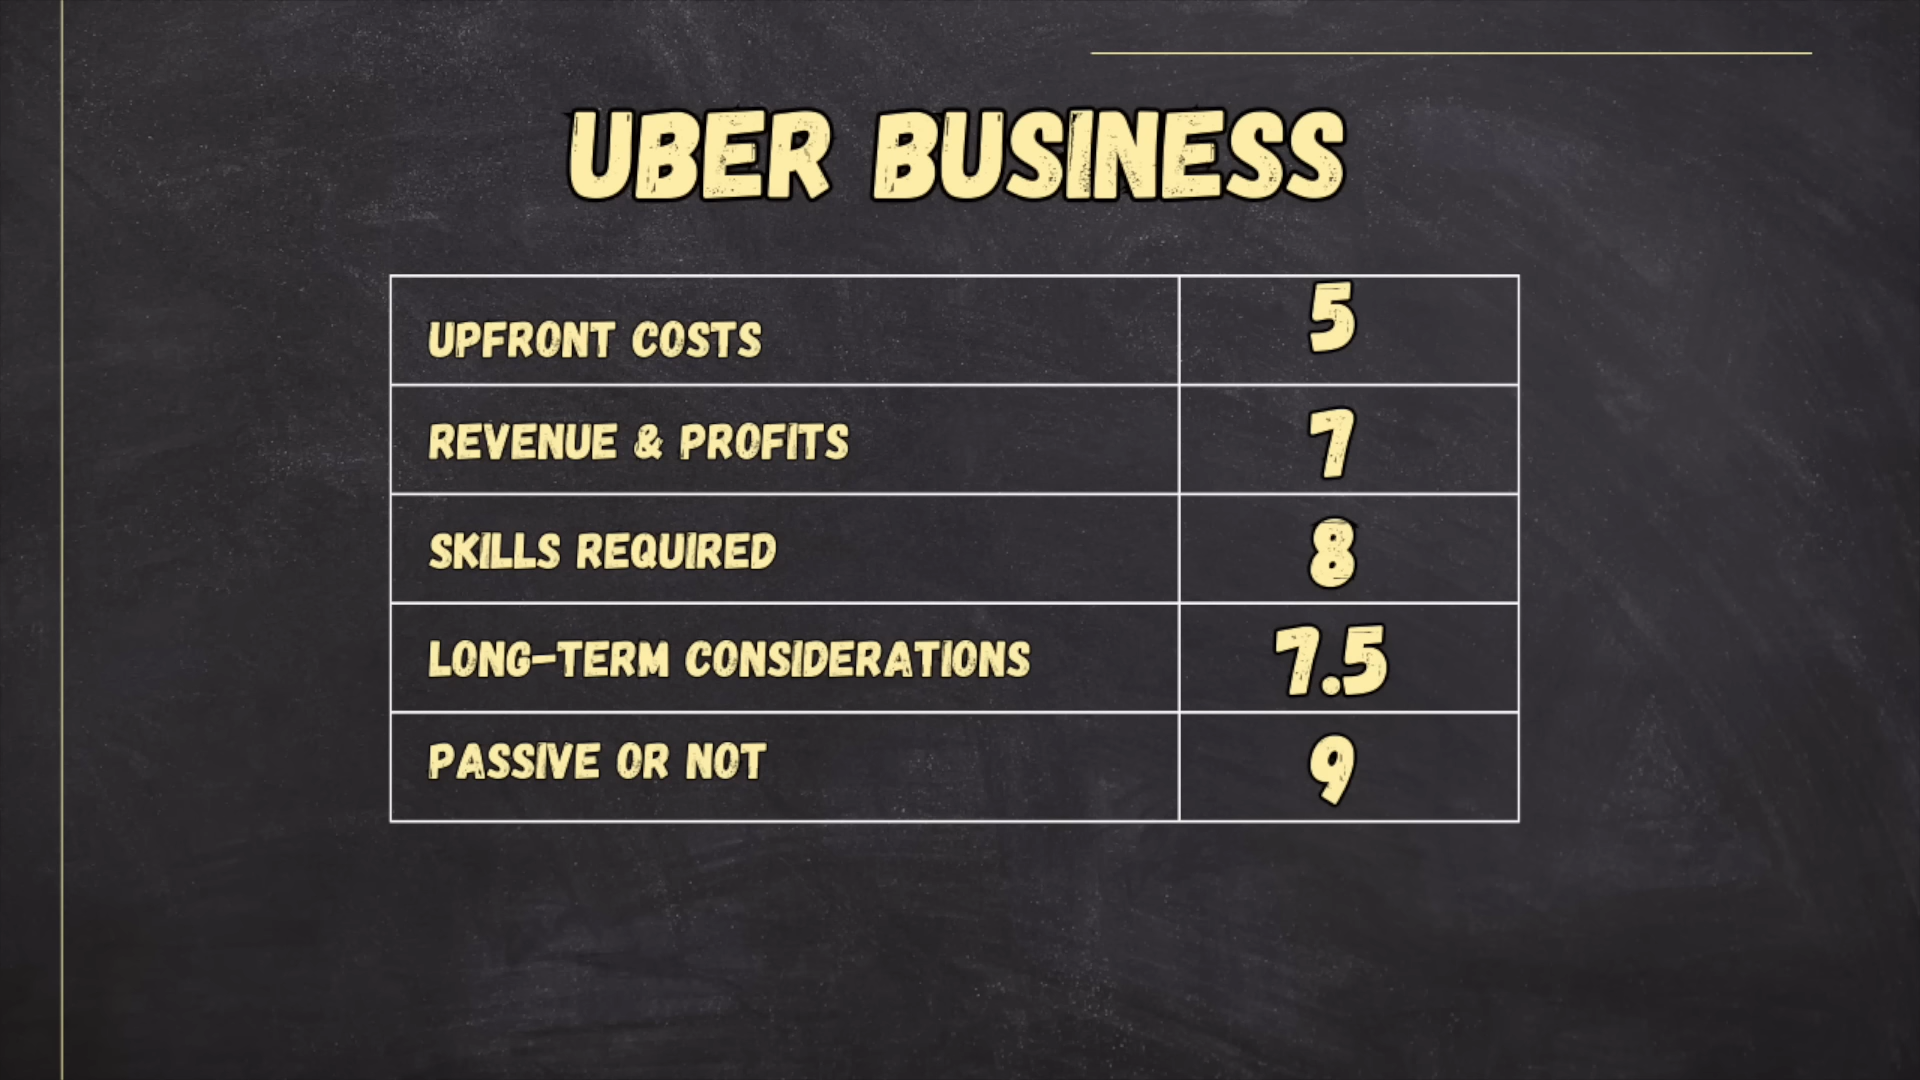 UBER BUSINESS
UPFRONT COSTS 5
REVENUE & PROFITS 7
SKILLS REQUIRED 8
LONG-TERM CONSIDERATIONS 7.5
PASSIVE OR NOT 9